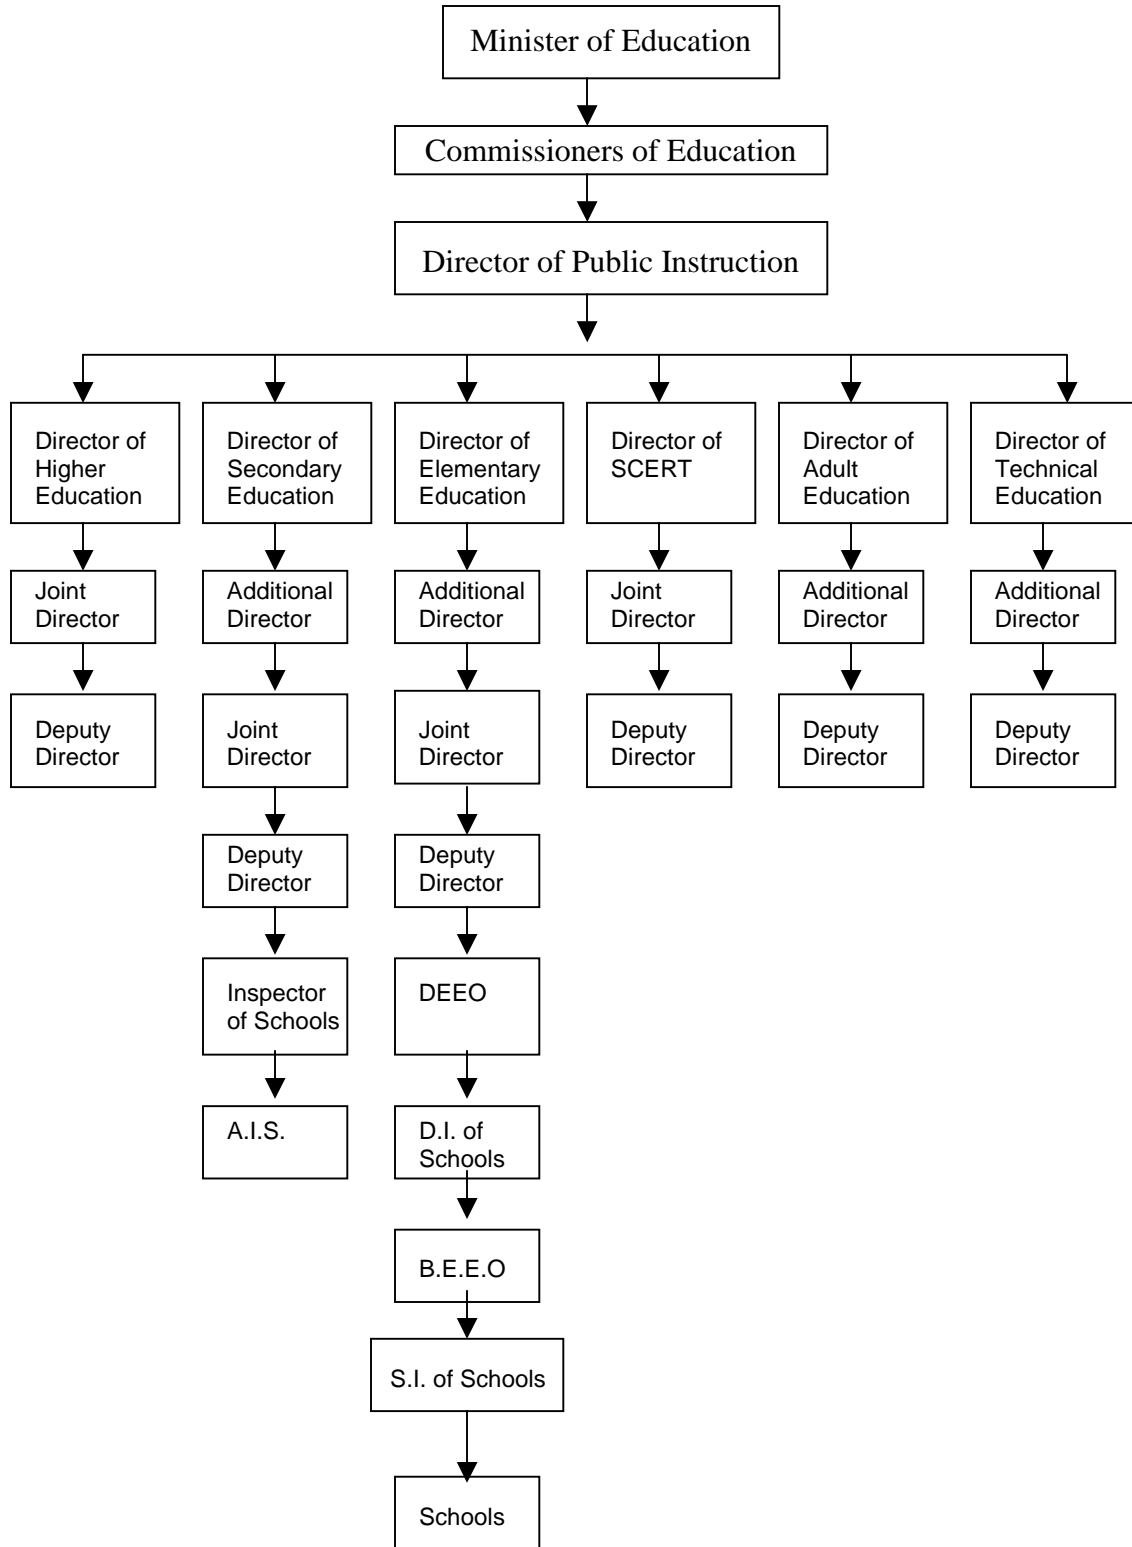 Minister of Education
Commissioners of Education
Director of Public Instruction
Director of
Higher
Education
Director of
Secondary
Education
Director of
Elementary
Education
Director of
SCERT
Director of
Adult
Education
Director of
Technical
Education
Joint
Director
Additional
Director
Additional
Director
Joint
Director
Additional
Director
Additional
Director
Deputy
Director
Joint
Director
Joint
Director
Deputy
Director
Deputy
Director
Deputy
Director
Deputy
Director
Deputy
Director
Inspector
of Schools
DEEO
A.I.S.
D.I. of
Schools
B.E.E.O
S.I. of Schools
Schools